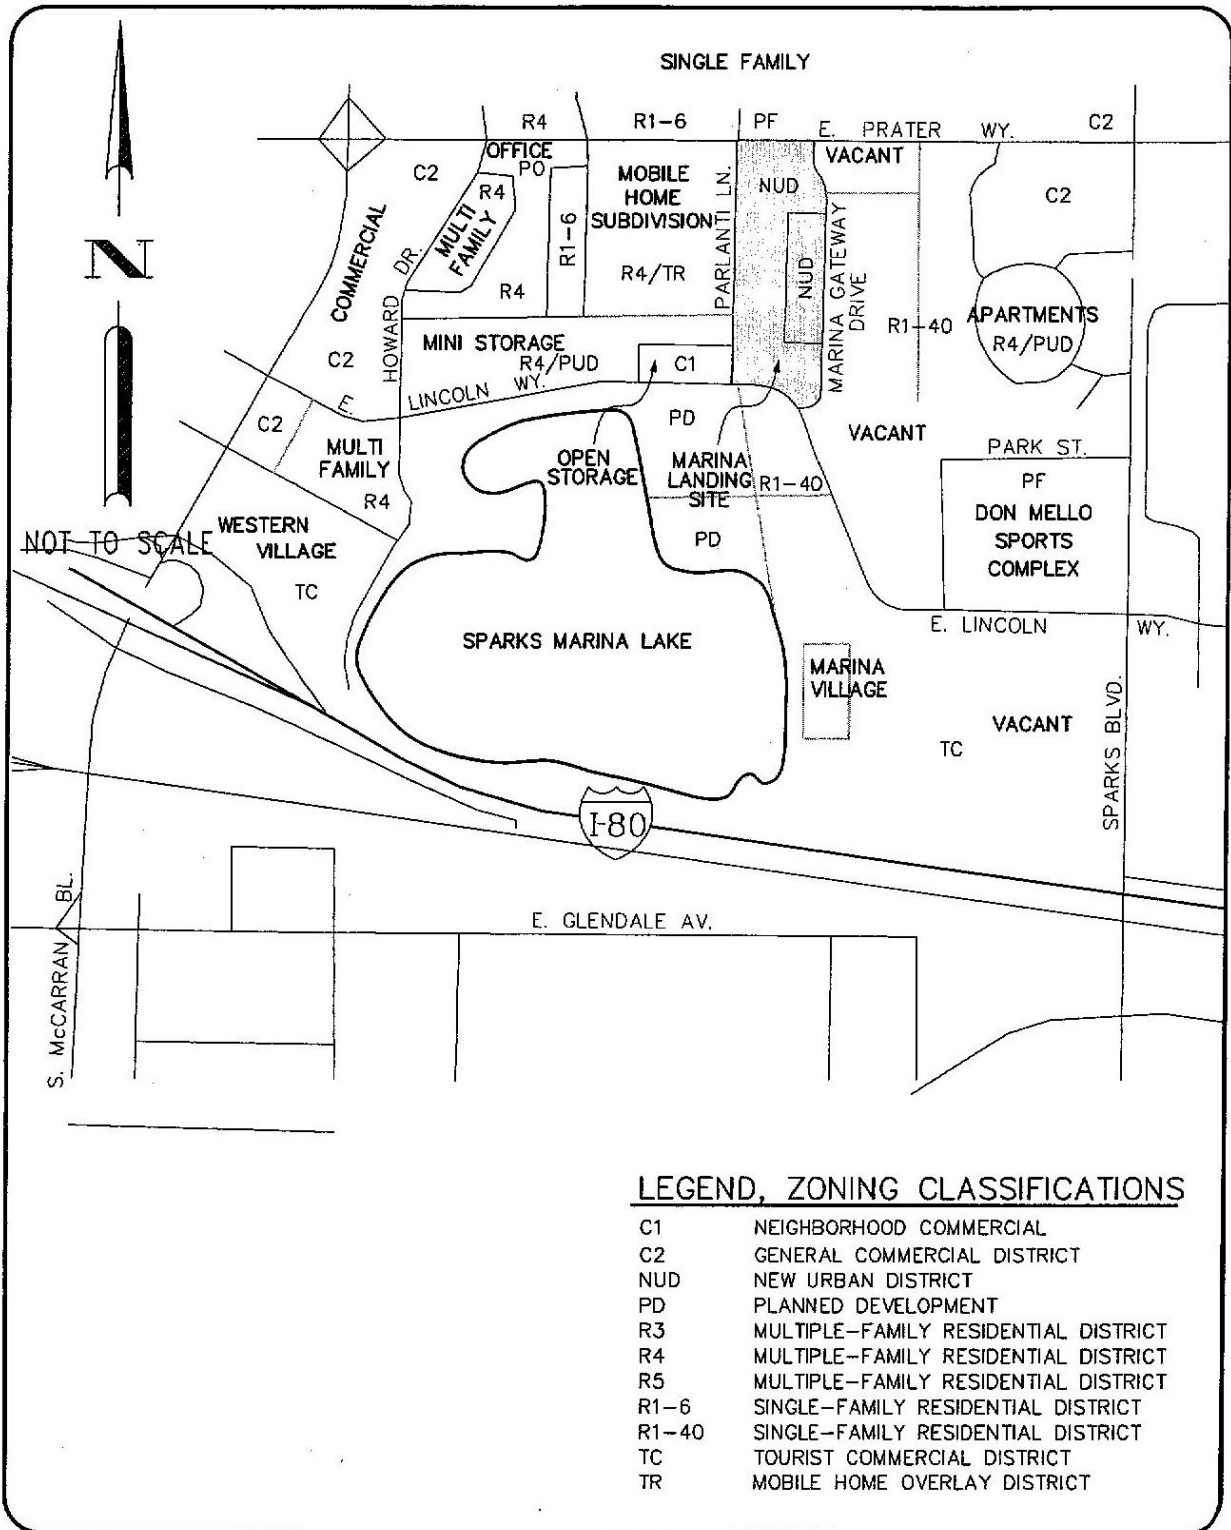 SINGLE FAMILY
R4
R1-6
PF
E. PRATER WY.
C2
OFFICE
PO
VACANT
C2
R4
MOBILE
HOME
SUBDIVISION
NUD
C2
MULTI
FAMILY
R1-6
PARLANTI LN.
N
COMMERCIAL
HOWARD DR.
R4
R4/TR
NUD
MARINA GATEWAY
DRIVE
R1-40
APARTMENTS
R4/PUD
MINI STORAGE
R4/PUD
C1
C2
E. LINCOLN WY.
C2
PD
VACANT
MULTI
FAMILY
R4
OPEN
STORAGE
MARINA
LANDING
SITE
R1-40
PARK ST.
PF
DON MELLO
SPORTS
COMPLEX
NOT TO SCALE
WESTERN
VILLAGE
TC
PD
SPARKS MARINA LAKE
E. LINCOLN WY.
MARINA
VILLAGE
VACANT
TC
SPARKS BLVD.
I-80
S. McCARRAN BL.
E. GLENDALE AV.
LEGEND, ZONING CLASSIFICATIONS
C1 NEIGHBORHOOD COMMERCIAL
C2 GENERAL COMMERCIAL DISTRICT
NUD NEW URBAN DISTRICT
PD PLANNED DEVELOPMENT
R3 MULTIPLE-FAMILY RESIDENTIAL DISTRICT
R4 MULTIPLE-FAMILY RESIDENTIAL DISTRICT
R5 MULTIPLE-FAMILY RESIDENTIAL DISTRICT
R1-6 SINGLE-FAMILY RESIDENTIAL DISTRICT
R1-40 SINGLE-FAMILY RESIDENTIAL DISTRICT
TC TOURIST COMMERCIAL DISTRICT
TR MOBILE HOME OVERLAY DISTRICT